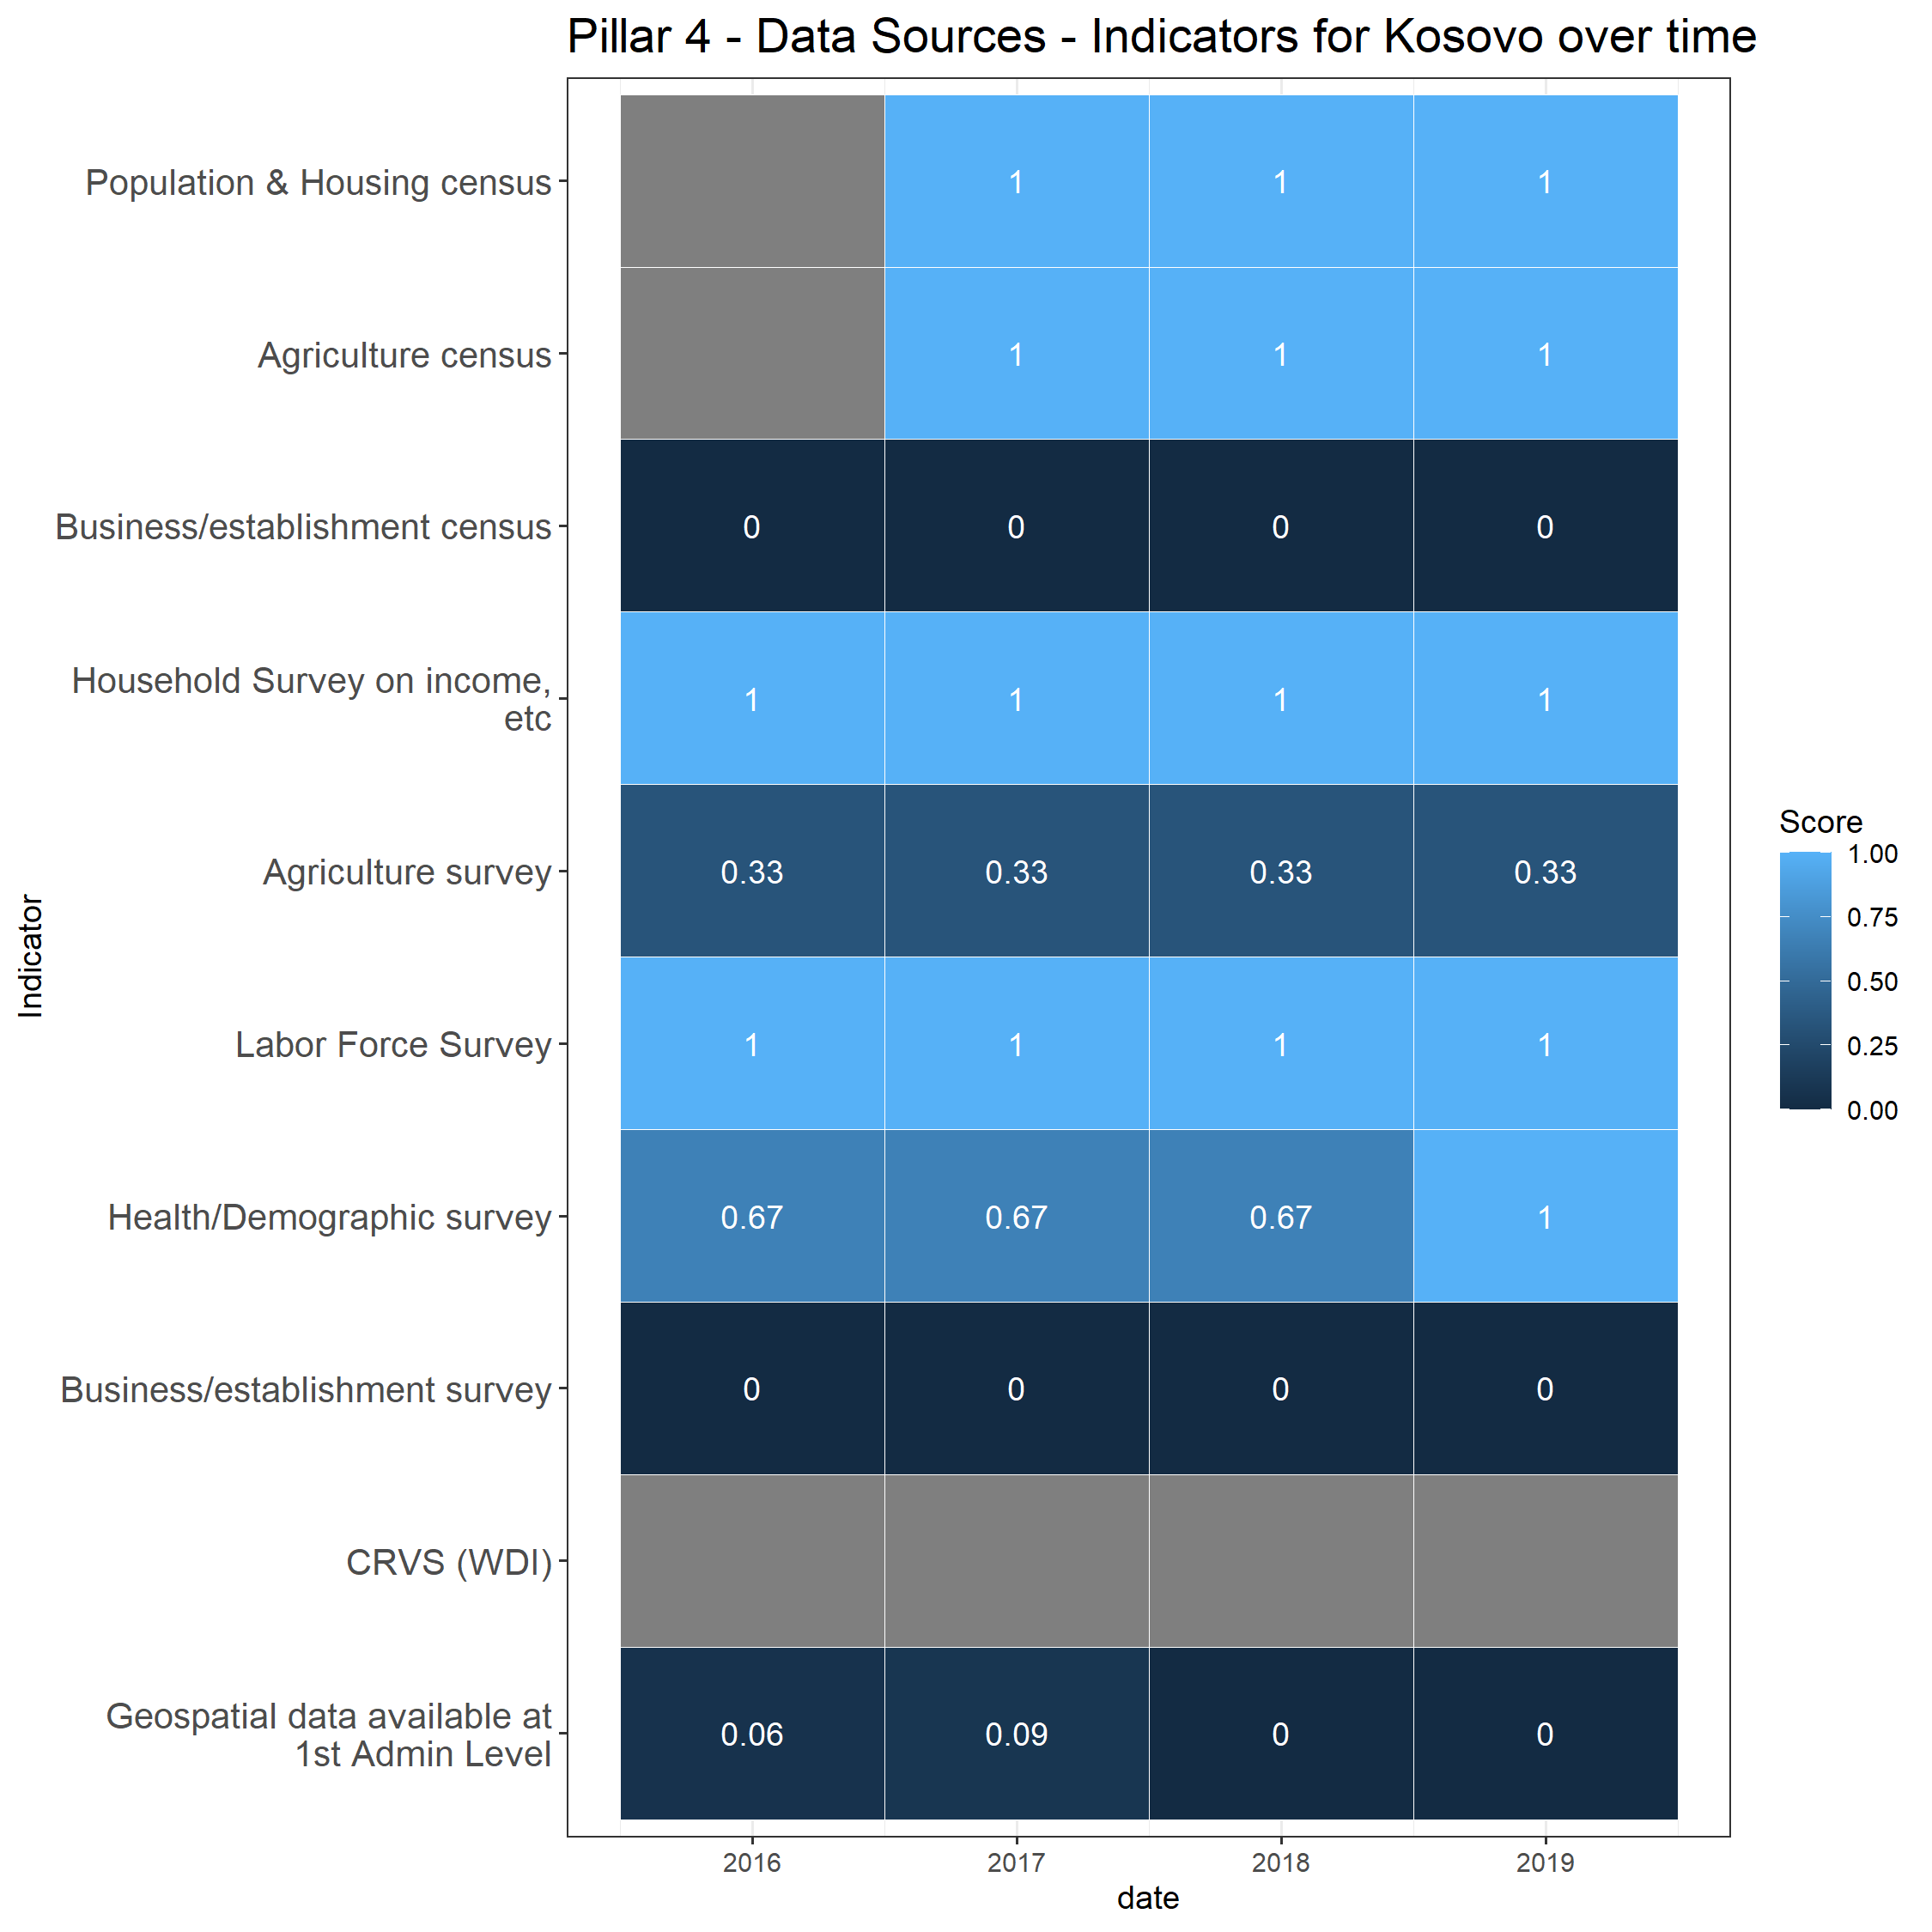 Pillar 4 - Data Sources - Indicators for Kosovo over time
Indicator
Population & Housing census
1 1 1
Agriculture census
1 1 1
Business/establishment census
0 0 0 0
Household Survey on income,
etc
1 1 1 1
Agriculture survey
0.33 0.33 0.33 0.33
Labor Force Survey
1 1 1 1
Health/Demographic survey
0.67 0.67 0.67 1
Business/establishment survey
0 0 0 0
CRVS (WDI)
Geospatial data available at
1st Admin Level
0.06 0.09 0 0
2016 2017 2018 2019
date
Score
1.00
0.75
0.50
0.25
0.00